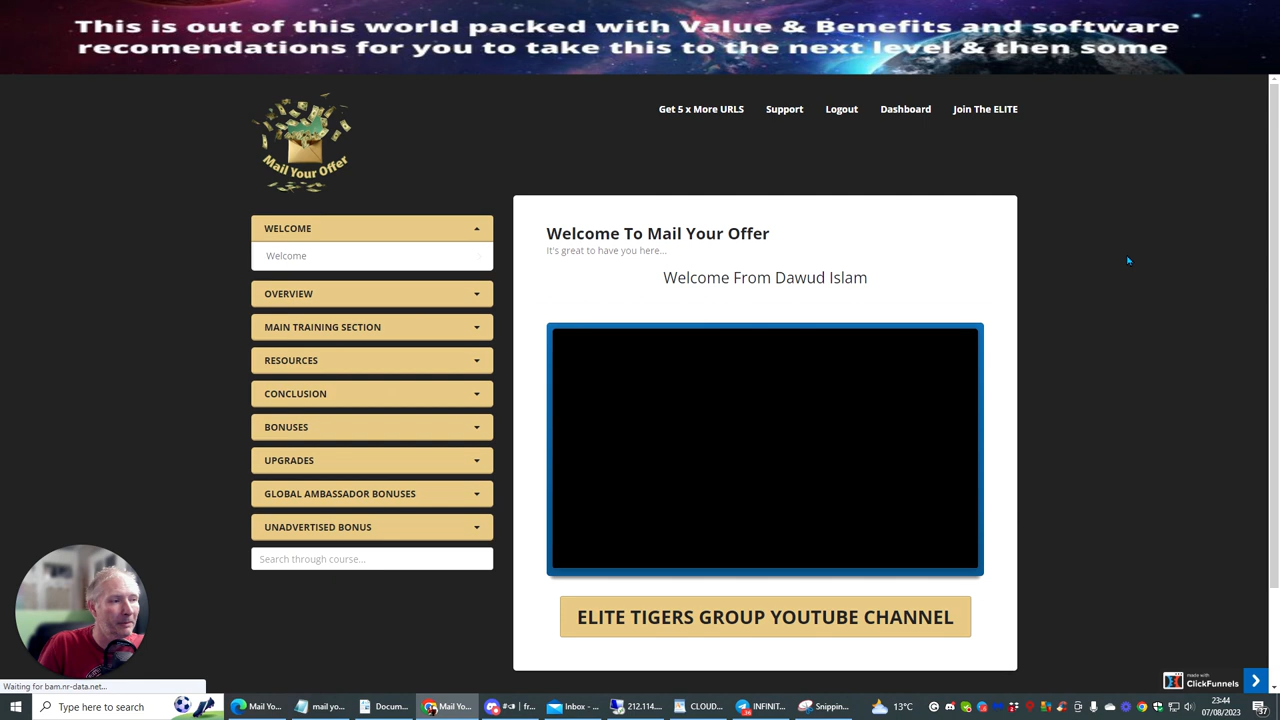 This is out of this world packed with Value & Benefits and software
recomendations for you to take this to the next level & then some
Mail Your Offer
Get 5 x More URLS
Support
Logout
Dashboard
Join The ELITE
WELCOME
Welcome
OVERVIEW
MAIN TRAINING SECTION
RESOURCES
CONCLUSION
BONUSES
UPGRADES
GLOBAL AMBASSADOR BONUSES
UNADVERTISED BONUS
Search through course...
Welcome To Mail Your Offer
It's great to have you here...
Welcome From Dawud Islam
ELITE TIGERS GROUP YOUTUBE CHANNEL
made with
ClickFunnels
Waiting for bam.nr-data.net...
Type here to search
Mail Yo...
mail yo...
Docum...
Mail Yo...
Inbox - ...
212.114....
CLOUD...
INFINIT...
Snippin...
13°C
23:44
07/08/2023